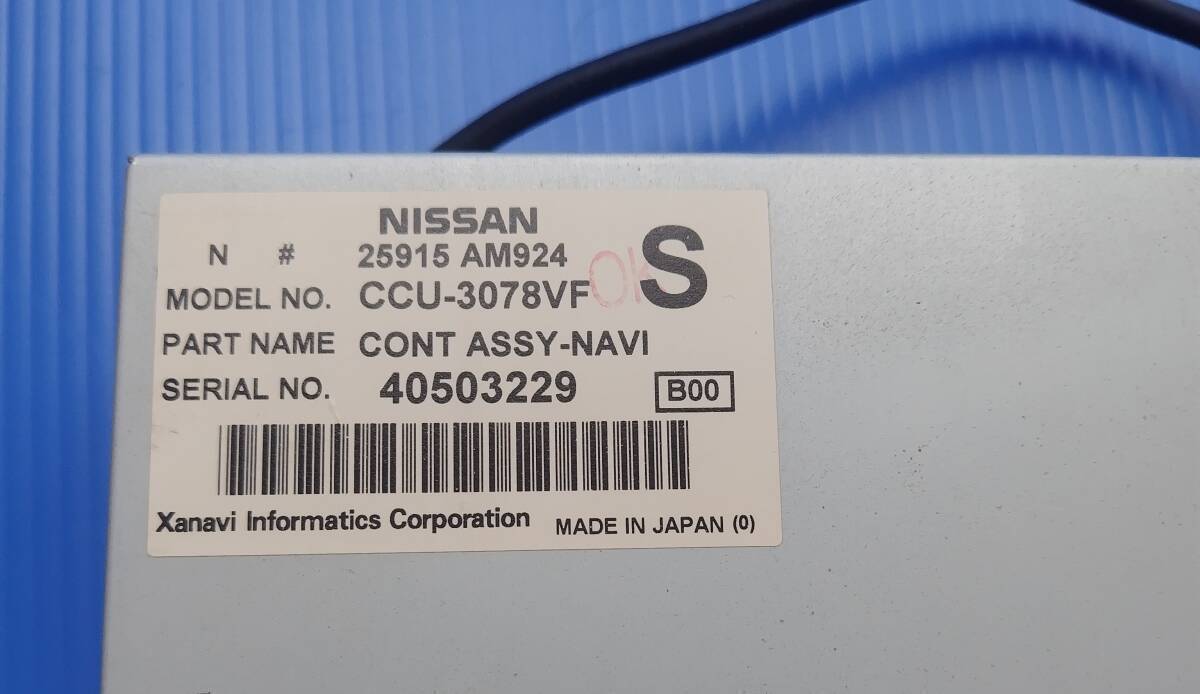 NISSAN
N # 25915 AM924
OK S
MODEL NO. CCU-3078VF
PART NAME CONT ASSY-NAVI
SERIAL NO. 40503229 B00
Xanavi Informatics Corporation MADE IN JAPAN (0)